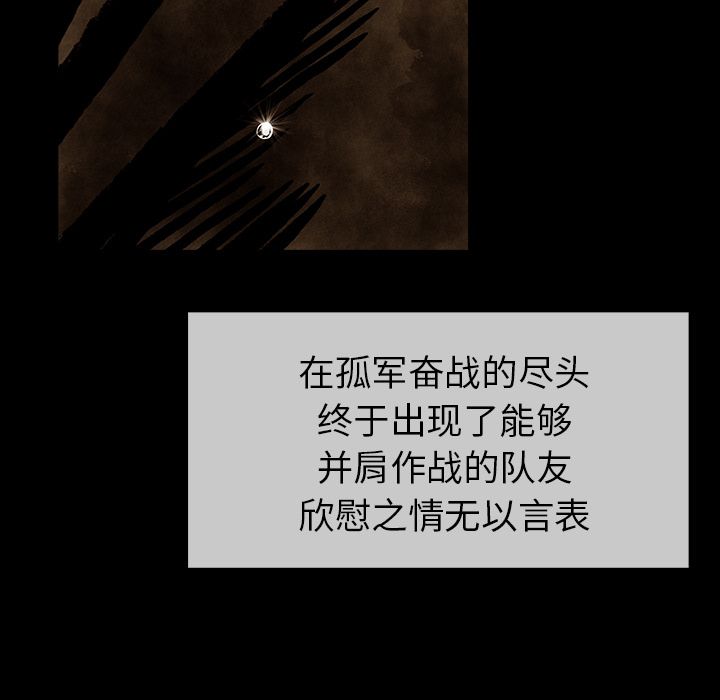 在孤军奋战的尽头
终于出现了能够
并肩作战的队友
欣慰之情无以言表